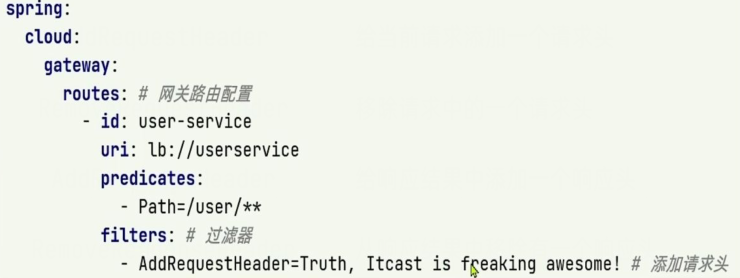 spring:
  cloud:
    gateway:
      routes: # 网关路由配置
        - id: user-service
          uri: lb://userservice
          predicates:
            - Path=/user/**
          filters: # 过滤器
            - AddRequestHeader=Truth, Itcast is freaking awesome! # 添加请求头